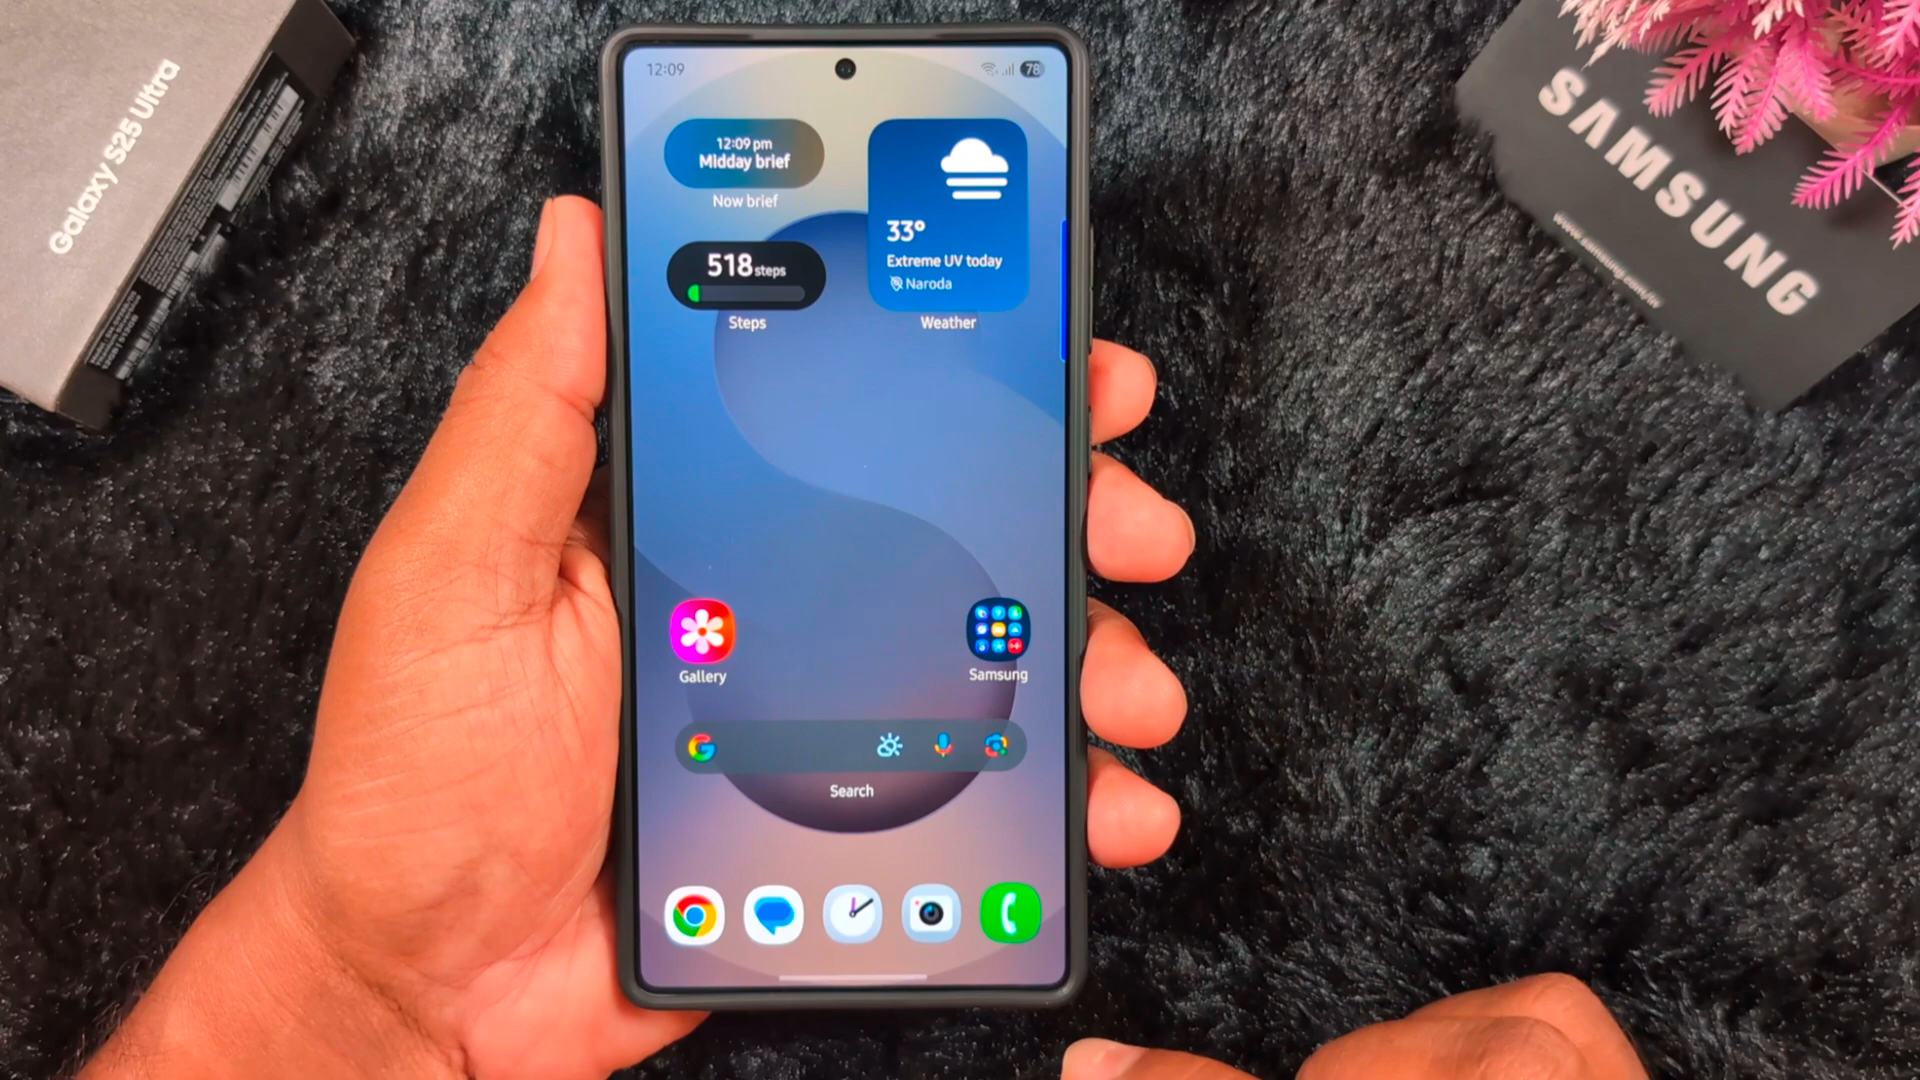 Galaxy S25 Ultra
SAMSUNG
12:09
78
12:09 pm
Midday brief
Now brief
518 steps
Steps
33°
Extreme UV today
Naroda
Weather
Gallery
Samsung
Search